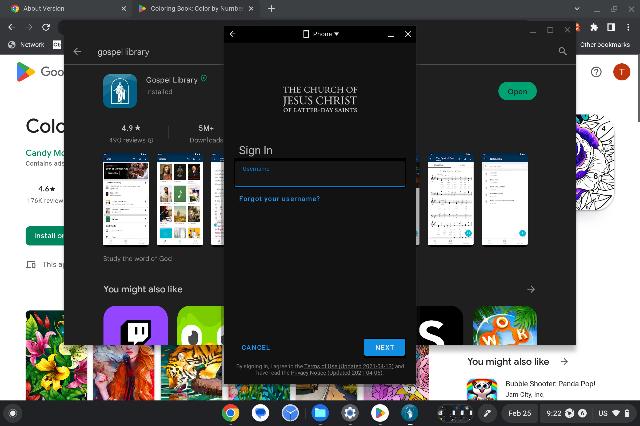 About Version
Coloring Book: Color by Number
Network
Other bookmarks
gospel library
Phone
Gospel Library
Installed
Open
4.9★
490 reviews
5M+
Downloads
THE CHURCH OF
JESUS CHRIST
OF LATTER-DAY SAINTS
Sign In
Username
Forgot your username?
CANCEL
NEXT
By signing in, I agree to the Terms of Use (Updated 2021-04-13) and
have read the Privacy Notice (Updated 2021-04-06).
Study the word of God
You might also like
Goo
T
Colo
Candy Mo
Contains ads
4.6★
176K review
Install on
This ap
You might also like
Bubble Shooter: Panda Pop!
Jam City, Inc.
WORK
S
Feb 25
9:22
US